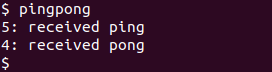 $ pingpong
5: received ping
4: received pong
$